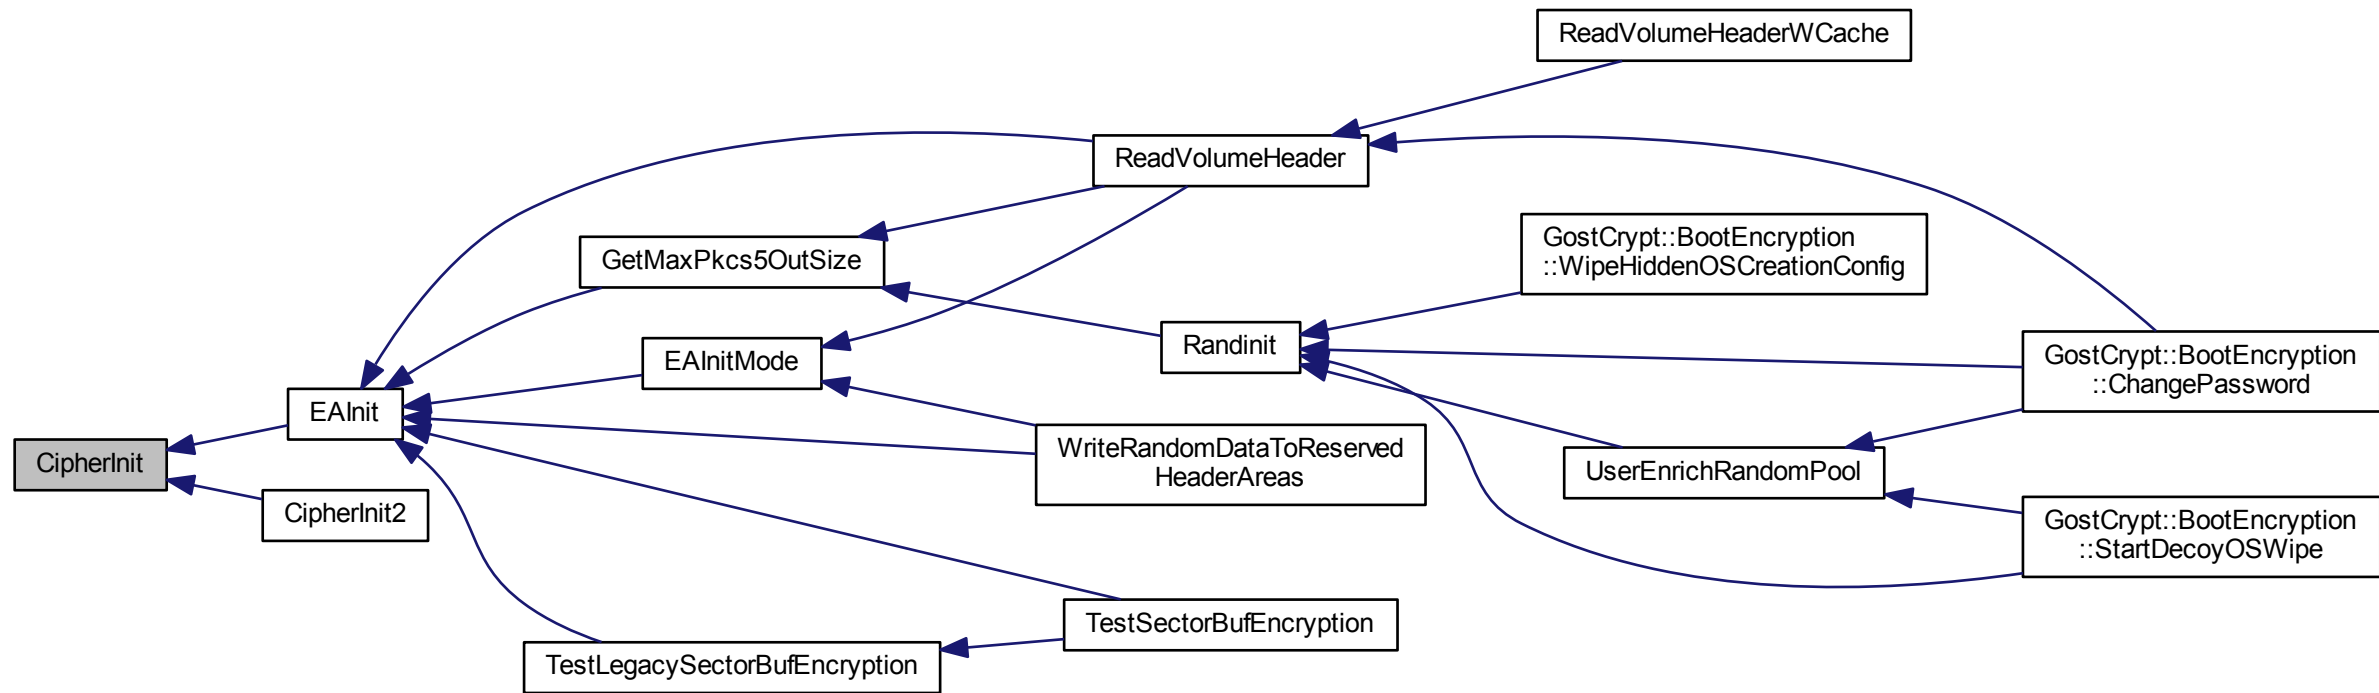 ReadVolumeHeaderWCache
ReadVolumeHeader
GostCrypt::BootEncryption
::WipeHiddenOSCreationConfig
GetMaxPkcs5OutSize
Randinit
EAInitMode
GostCrypt::BootEncryption
::ChangePassword
EAInit
CipherInit
WriteRandomDataToReserved
HeaderAreas
UserEnrichRandomPool
CipherInit2
GostCrypt::BootEncryption
::StartDecoyOSWipe
TestSectorBufEncryption
TestLegacySectorBufEncryption